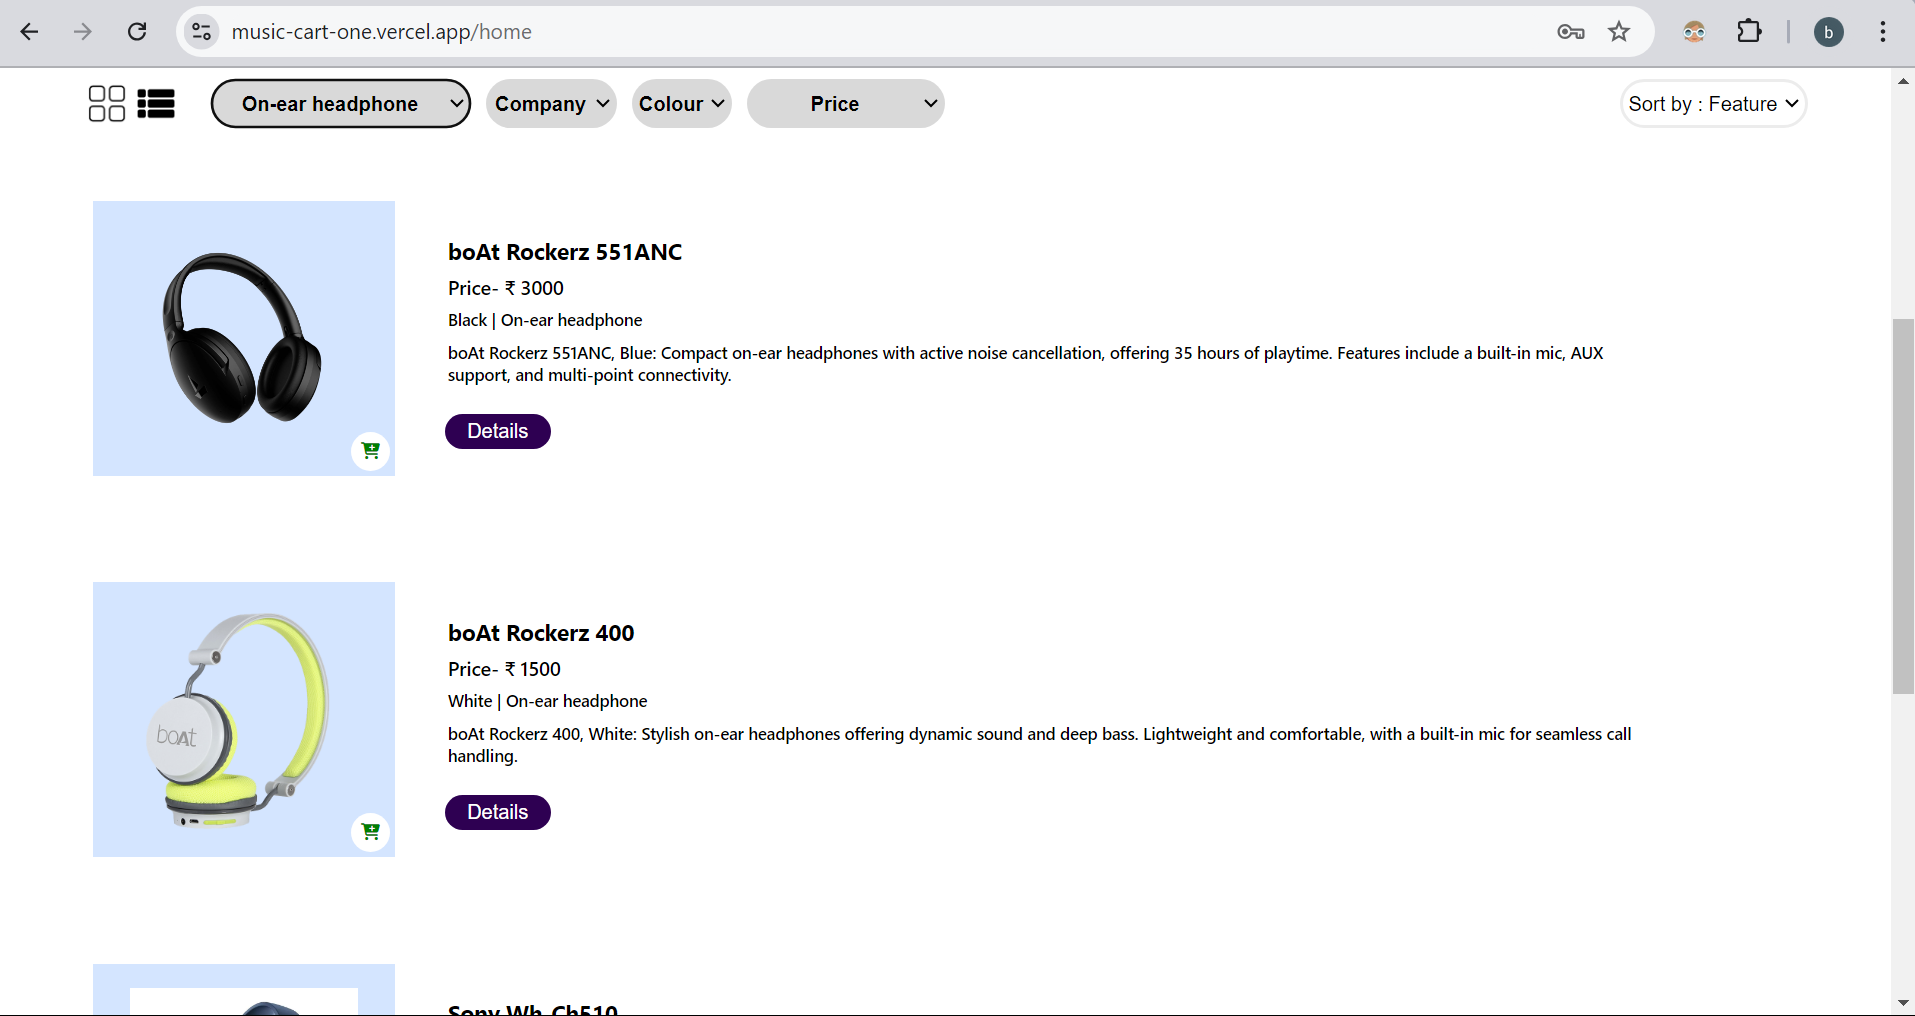 music-cart-one.vercel.app/home
b
On-ear headphone
Company
Colour
Price
Sort by : Feature
boAt Rockerz 551ANC
Price- ₹ 3000
Black | On-ear headphone
boAt Rockerz 551ANC, Blue: Compact on-ear headphones with active noise cancellation, offering 35 hours of playtime. Features include a built-in mic, AUX
support, and multi-point connectivity.
Details
boAt Rockerz 400
Price- ₹ 1500
White | On-ear headphone
boAt Rockerz 400, White: Stylish on-ear headphones offering dynamic sound and deep bass. Lightweight and comfortable, with a built-in mic for seamless call
handling.
boAt
Details
Sony Wh-Ch510